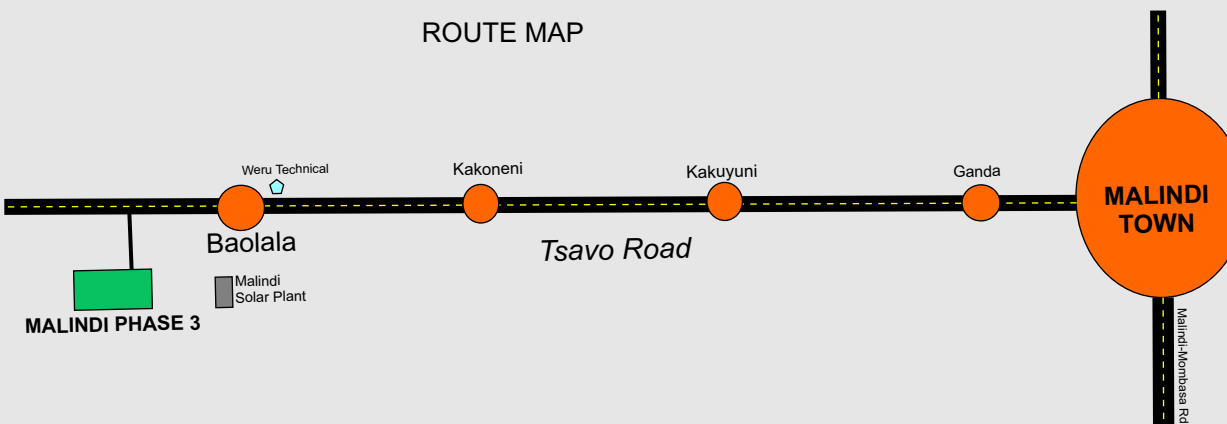 ROUTE MAP
Weru Technical
Kakoneni
Kakuyuni
Ganda
MALINDI
TOWN
Baolala
Tsavo Road
Malindi
Solar Plant
MALINDI PHASE 3
Malindi-Mombasa Rd